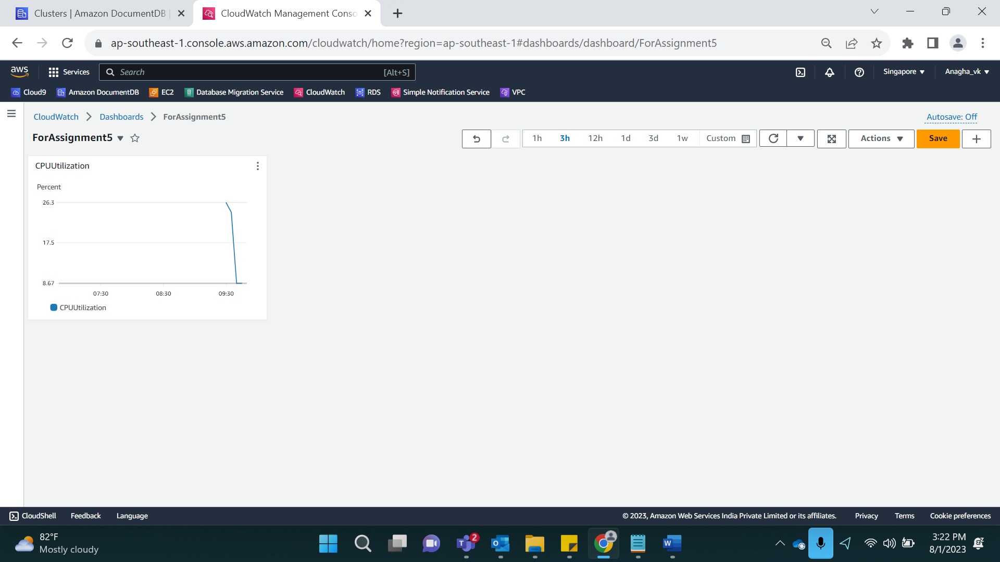 Clusters | Amazon DocumentDB
CloudWatch Management Conso
ap-southeast-1.console.aws.amazon.com/cloudwatch/home?region=ap-southeast-1#dashboards/dashboard/ForAssignment5
aws Services Search [Alt+S] Singapore Anagha_vk
Cloud9 Amazon DocumentDB EC2 Database Migration Service CloudWatch RDS Simple Notification Service VPC
CloudWatch Dashboards ForAssignment5 Autosave: Off
ForAssignment5 1h 3h 12h 1d 3d 1w Custom Actions Save
CPUUtilization
Percent
26.3
17.5
8.67
07:30 08:30 09:30
CPUUtilization
CloudShell Feedback Language © 2023, Amazon Web Services India Private Limited or its affiliates. Privacy Terms Cookie preferences
82°F
Mostly cloudy
T
2
O
W
3:22 PM
8/1/2023